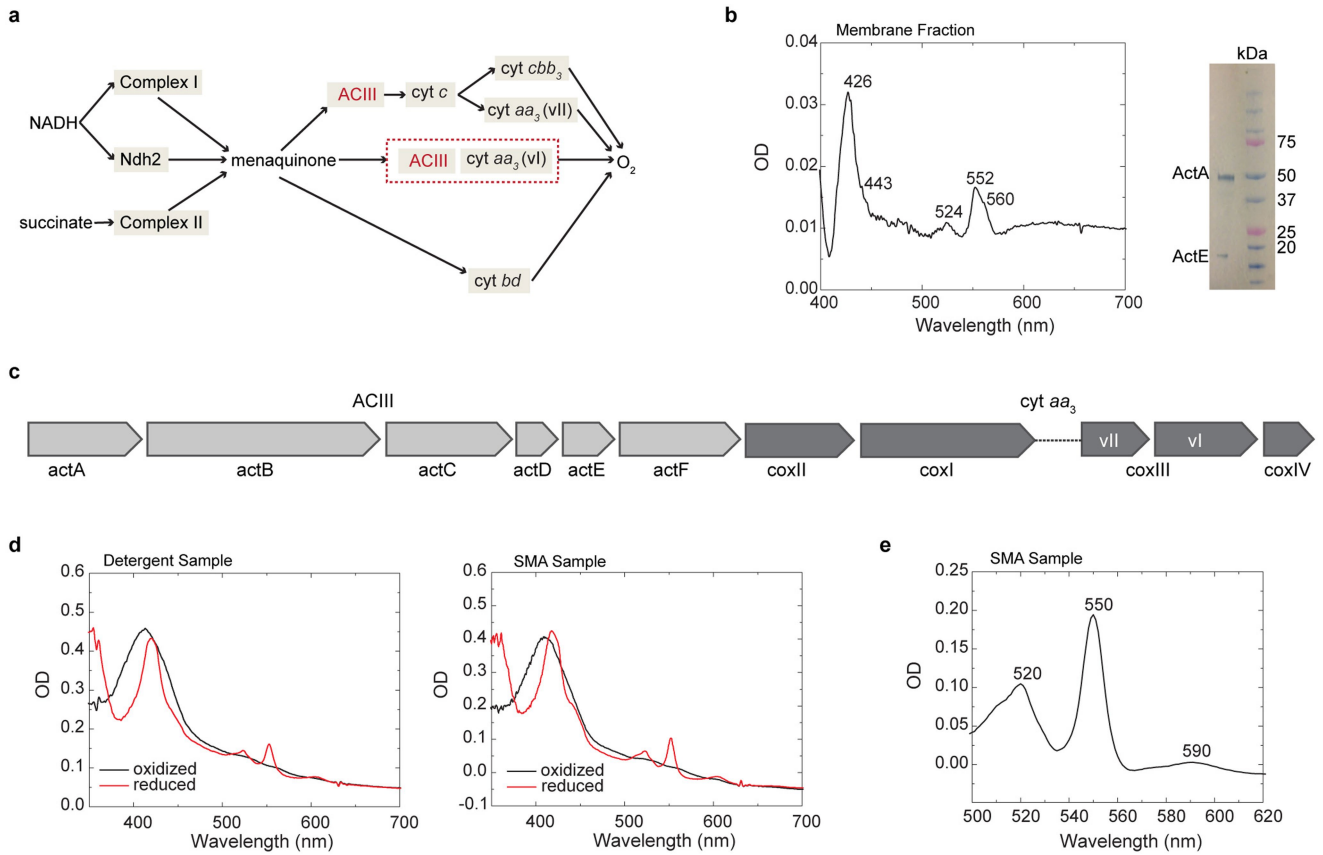 a
NADH
Complex I
Ndh2
succinate
Complex II
menaquinone
ACIII
cyt c
cyt cbb3
cyt aa3 (vII)
ACIII
cyt aa3 (vI)
O2
cyt bd
b
Membrane Fraction
OD
0.04
0.03
0.02
0.01
0.00
426
443
524
552
560
400
500
600
700
Wavelength (nm)
kDa
75
50
37
25
20
ActA
ActE
c
ACIII
cyt aa3
vII
vI
actA
actB
actC
actD
actE
actF
coxII
coxI
coxIII
coxIV
d
Detergent Sample
OD
0.6
0.5
0.4
0.3
0.2
0.1
0.0
oxidized
reduced
400
500
600
700
Wavelength (nm)
SMA Sample
OD
0.6
0.5
0.4
0.3
0.2
0.1
0.0
-0.1
oxidized
reduced
400
500
600
700
Wavelength (nm)
e
SMA Sample
OD
0.25
0.20
0.15
0.10
0.05
0.00
520
550
590
500
520
540
560
580
600
620
Wavelength (nm)